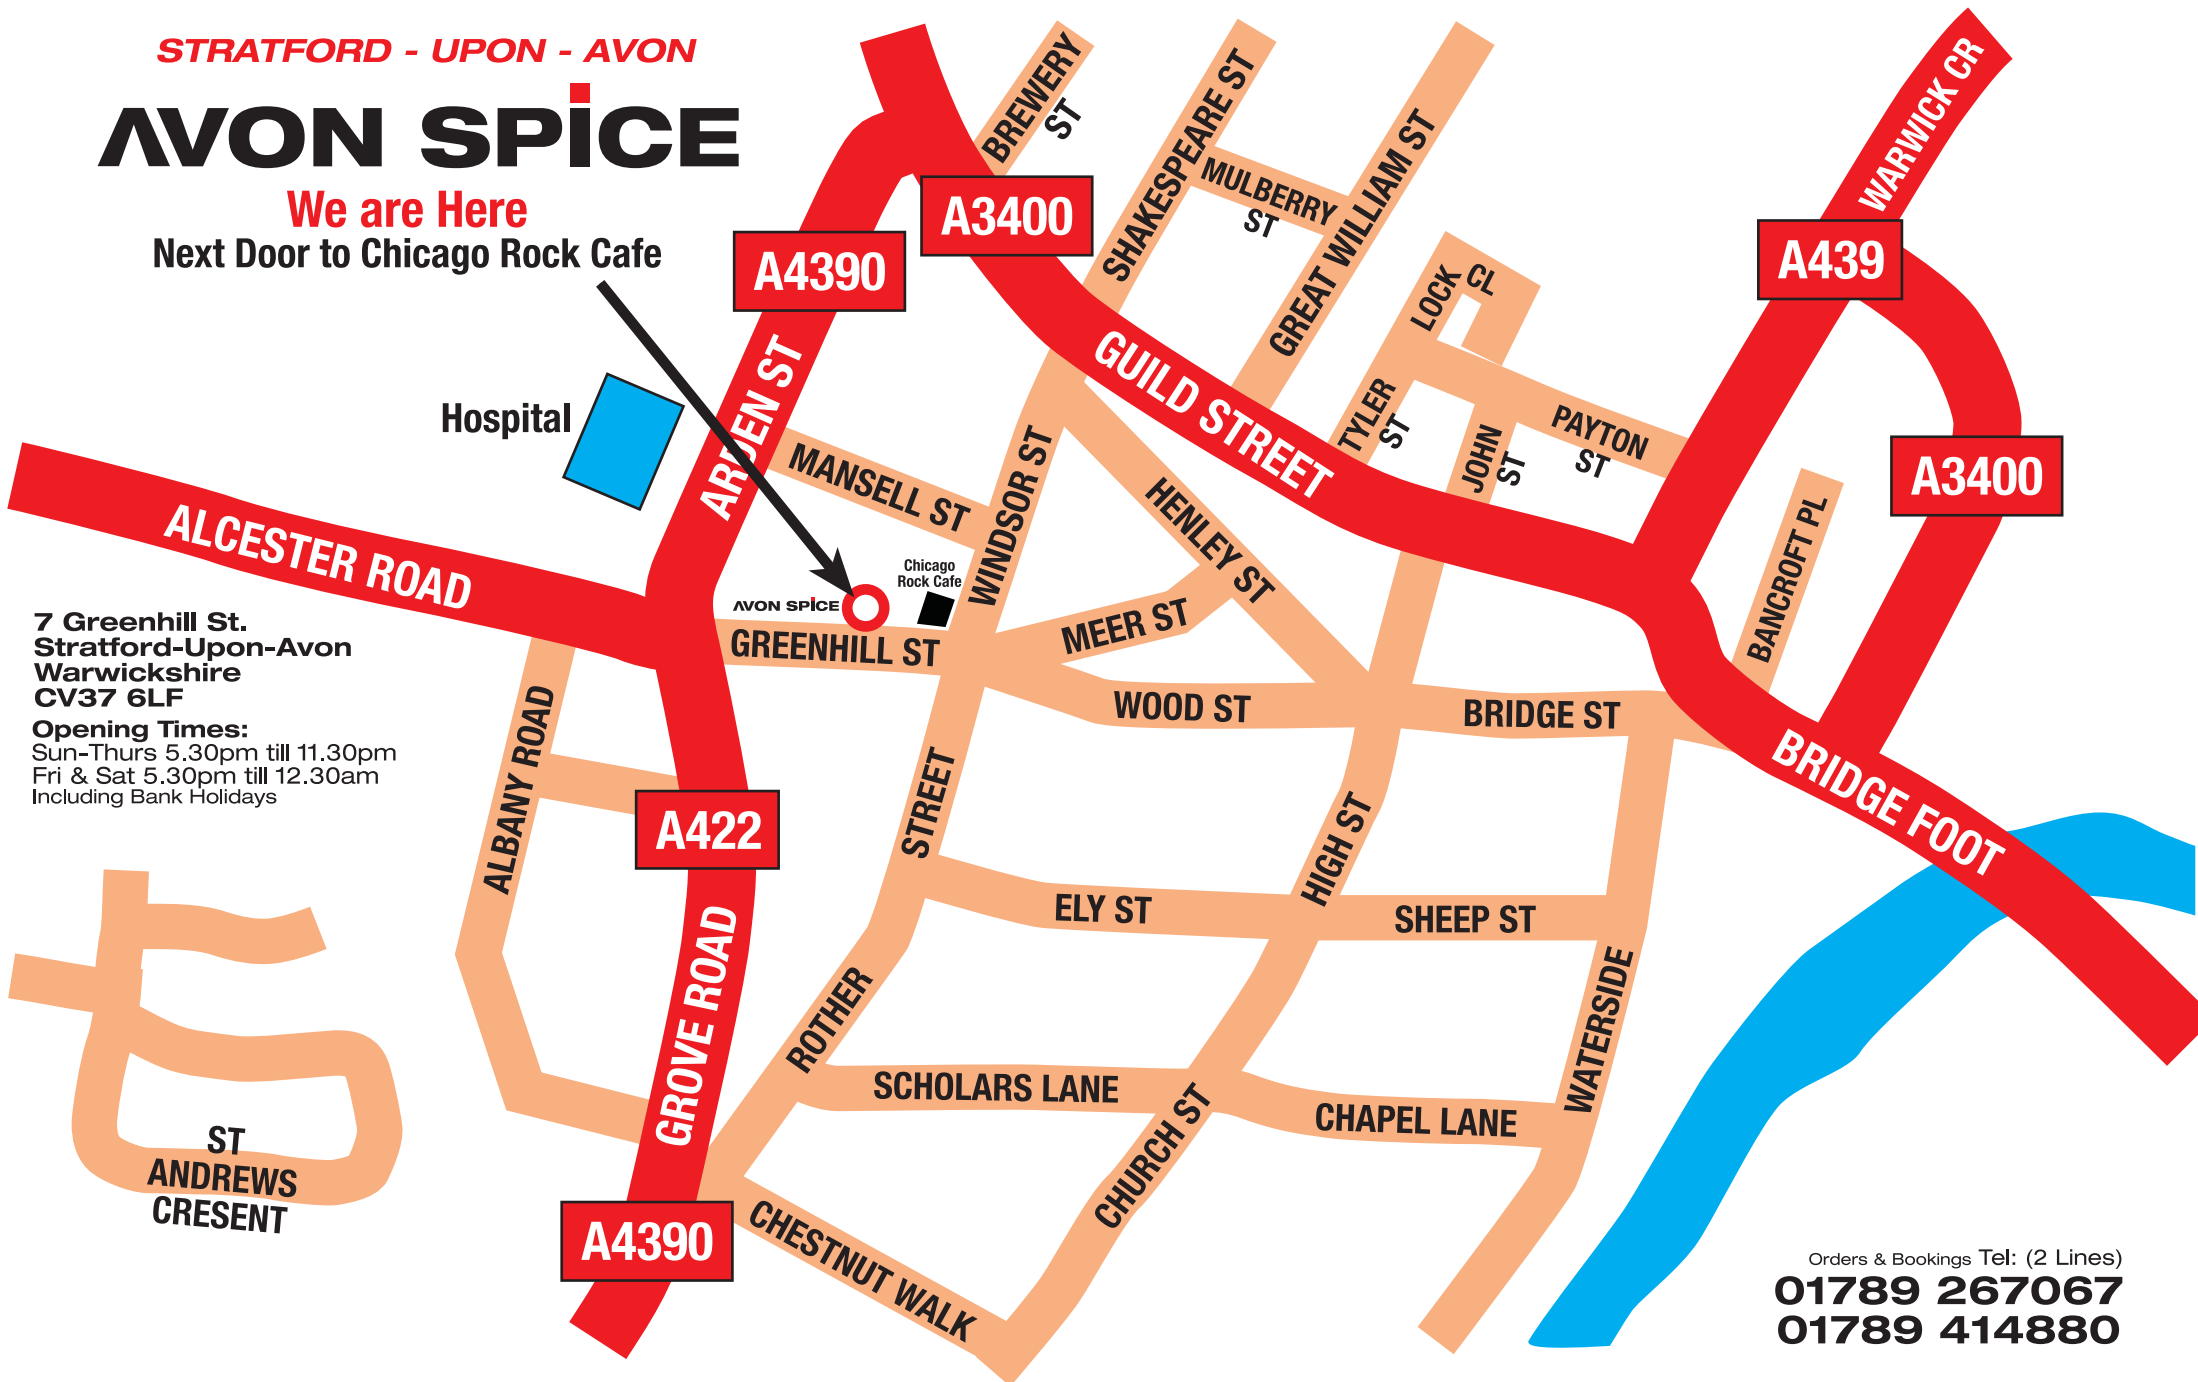 STRATFORD - UPON - AVON
AVON SPiCE
We are Here
Next Door to Chicago Rock Cafe
BREWERY
ST
SHAKESPEARE ST
MULBERRY
ST
GREAT WILLIAM ST
WARWICK CR
A3400
A4390
A439
LOCK CL
GUILD STREET
TYLER
ST
JOHN
ST
PAYTON
ST
A3400
BANCROFT PL
Hospital
ARDEN ST
MANSELL ST
WINDSOR ST
HENLEY ST
MEER ST
ALCESTER ROAD
Chicago
Rock Cafe
AVON SPiCE
GREENHILL ST
WOOD ST
BRIDGE ST
BRIDGE FOOT
7 Greenhill St.
Stratford-Upon-Avon
Warwickshire
CV37 6LF
Opening Times:
Sun-Thurs 5.30pm till 11.30pm
Fri & Sat 5.30pm till 12.30am
Including Bank Holidays
ALBANY ROAD
A422
GROVE ROAD
ROTHER
STREET
ELY ST
HIGH ST
SHEEP ST
WATERSIDE
SCHOLARS LANE
CHURCH ST
CHAPEL LANE
ST
ANDREWS
CRESENT
A4390
CHESTNUT WALK
Orders & Bookings Tel: (2 Lines)
01789 267067
01789 414880